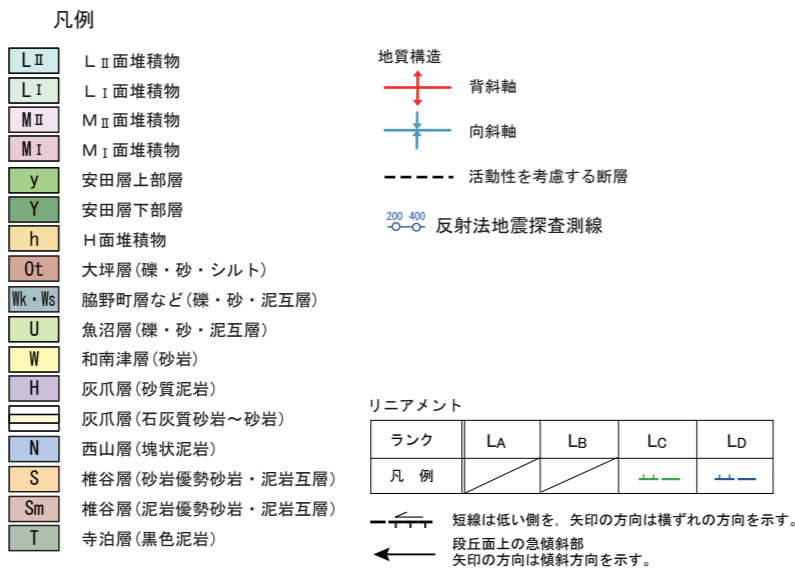 凡例
LⅡ LⅡ面堆積物
LⅠ LⅠ面堆積物
MⅡ MⅡ面堆積物
MⅠ MⅠ面堆積物
y 安田層上部層
Y 安田層下部層
h H面堆積物
Ot 大坪層(礫・砂・シルト)
Wk・Ws 脇野町層など(礫・砂・泥互層)
U 魚沼層(礫・砂・泥互層)
W 和南津層(砂岩)
H 灰爪層(砂質泥岩)
灰爪層(石灰質砂岩～砂岩)
N 西山層(塊状泥岩)
S 椎谷層(砂岩優勢砂岩・泥岩互層)
Sm 椎谷層(泥岩優勢砂岩・泥岩互層)
T 寺泊層(黒色泥岩)
地質構造
背斜軸
向斜軸
活動性を考慮する断層
200 400 反射法地震探査測線
リニアメント
ランク LA LB LC LD
凡 例
短線は低い側を，矢印の方向は横ずれの方向を示す。
段丘面上の急傾斜部
矢印の方向は傾斜方向を示す。